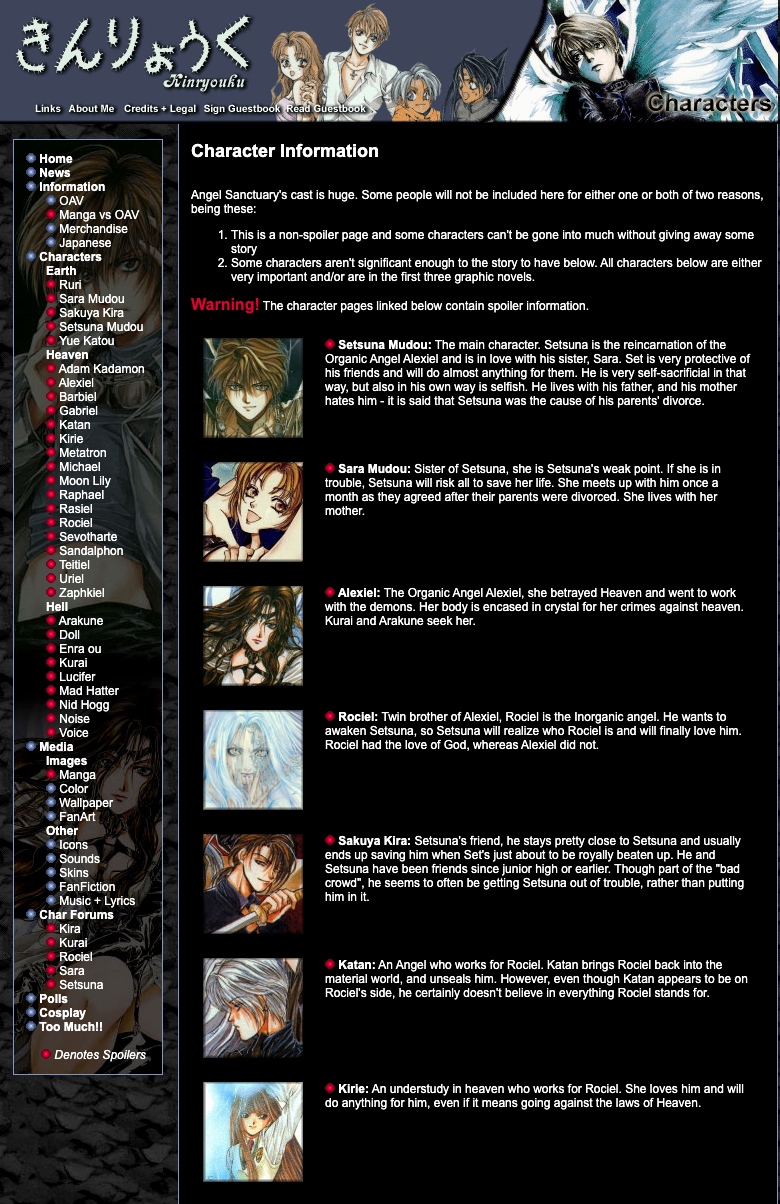 きんりょうく
Kinryouku
Links About Me Credits + Legal Sign Guestbook Read Guestbook
Characters
Home
News
Information
OAV
Manga vs OAV
Merchandise
Japanese
Characters
Earth
Ruri
Sara Mudou
Sakuya Kira
Setsuna Mudou
Yue Katou
Heaven
Adam Kadamon
Alexiel
Barbiel
Gabriel
Katan
Kirie
Metatron
Michael
Moon Lily
Raphael
Rasiel
Rociel
Sevotharte
Sandalphon
Teitiel
Uriel
Zaphkiel
Hell
Arakune
Doll
Enra ou
Kurai
Lucifer
Mad Hatter
Nid Hogg
Noise
Voice
Media
Images
Manga
Color
Wallpaper
FanArt
Other
Icons
Sounds
Skins
FanFiction
Music + Lyrics
Char Forums
Kira
Kurai
Rociel
Sara
Setsuna
Polls
Cosplay
Too Much!!
Denotes Spoilers
Character Information
Angel Sanctuary's cast is huge. Some people will not be included here for either one or both of two reasons,
being these:
1. This is a non-spoiler page and some characters can't be gone into much without giving away some
story
2. Some characters aren't significant enough to the story to have below. All characters below are either
very important and/or are in the first three graphic novels.
Warning! The character pages linked below contain spoiler information.
Setsuna Mudou: The main character. Setsuna is the reincarnation of the
Organic Angel Alexiel and is in love with his sister, Sara. Set is very protective of
his friends and will do almost anything for them. He is very self-sacrificial in that
way, but also in his own way is selfish. He lives with his father, and his mother
hates him - it is said that Setsuna was the cause of his parents' divorce.
Sara Mudou: Sister of Setsuna, she is Setsuna's weak point. If she is in
trouble, Setsuna will risk all to save her life. She meets up with him once a
month as they agreed after their parents were divorced. She lives with her
mother.
Alexiel: The Organic Angel Alexiel, she betrayed Heaven and went to work
with the demons. Her body is encased in crystal for her crimes against heaven.
Kurai and Arakune seek her.
Rociel: Twin brother of Alexiel, Rociel is the Inorganic angel. He wants to
awaken Setsuna, so Setsuna will realize who Rociel is and will finally love him.
Rociel had the love of God, whereas Alexiel did not.
Sakuya Kira: Setsuna's friend, he stays pretty close to Setsuna and usually
ends up saving him when Set's just about to be royally beaten up. He and
Setsuna have been friends since junior high or earlier. Though part of the "bad
crowd", he seems to often be getting Setsuna out of trouble, rather than putting
him in it.
Katan: An Angel who works for Rociel. Katan brings Rociel back into the
material world, and unseals him. However, even though Katan appears to be on
Rociel's side, he certainly doesn't believe in everything Rociel stands for.
Kirie: An understudy in heaven who works for Rociel. She loves him and will
do anything for him, even if it means going against the laws of Heaven.